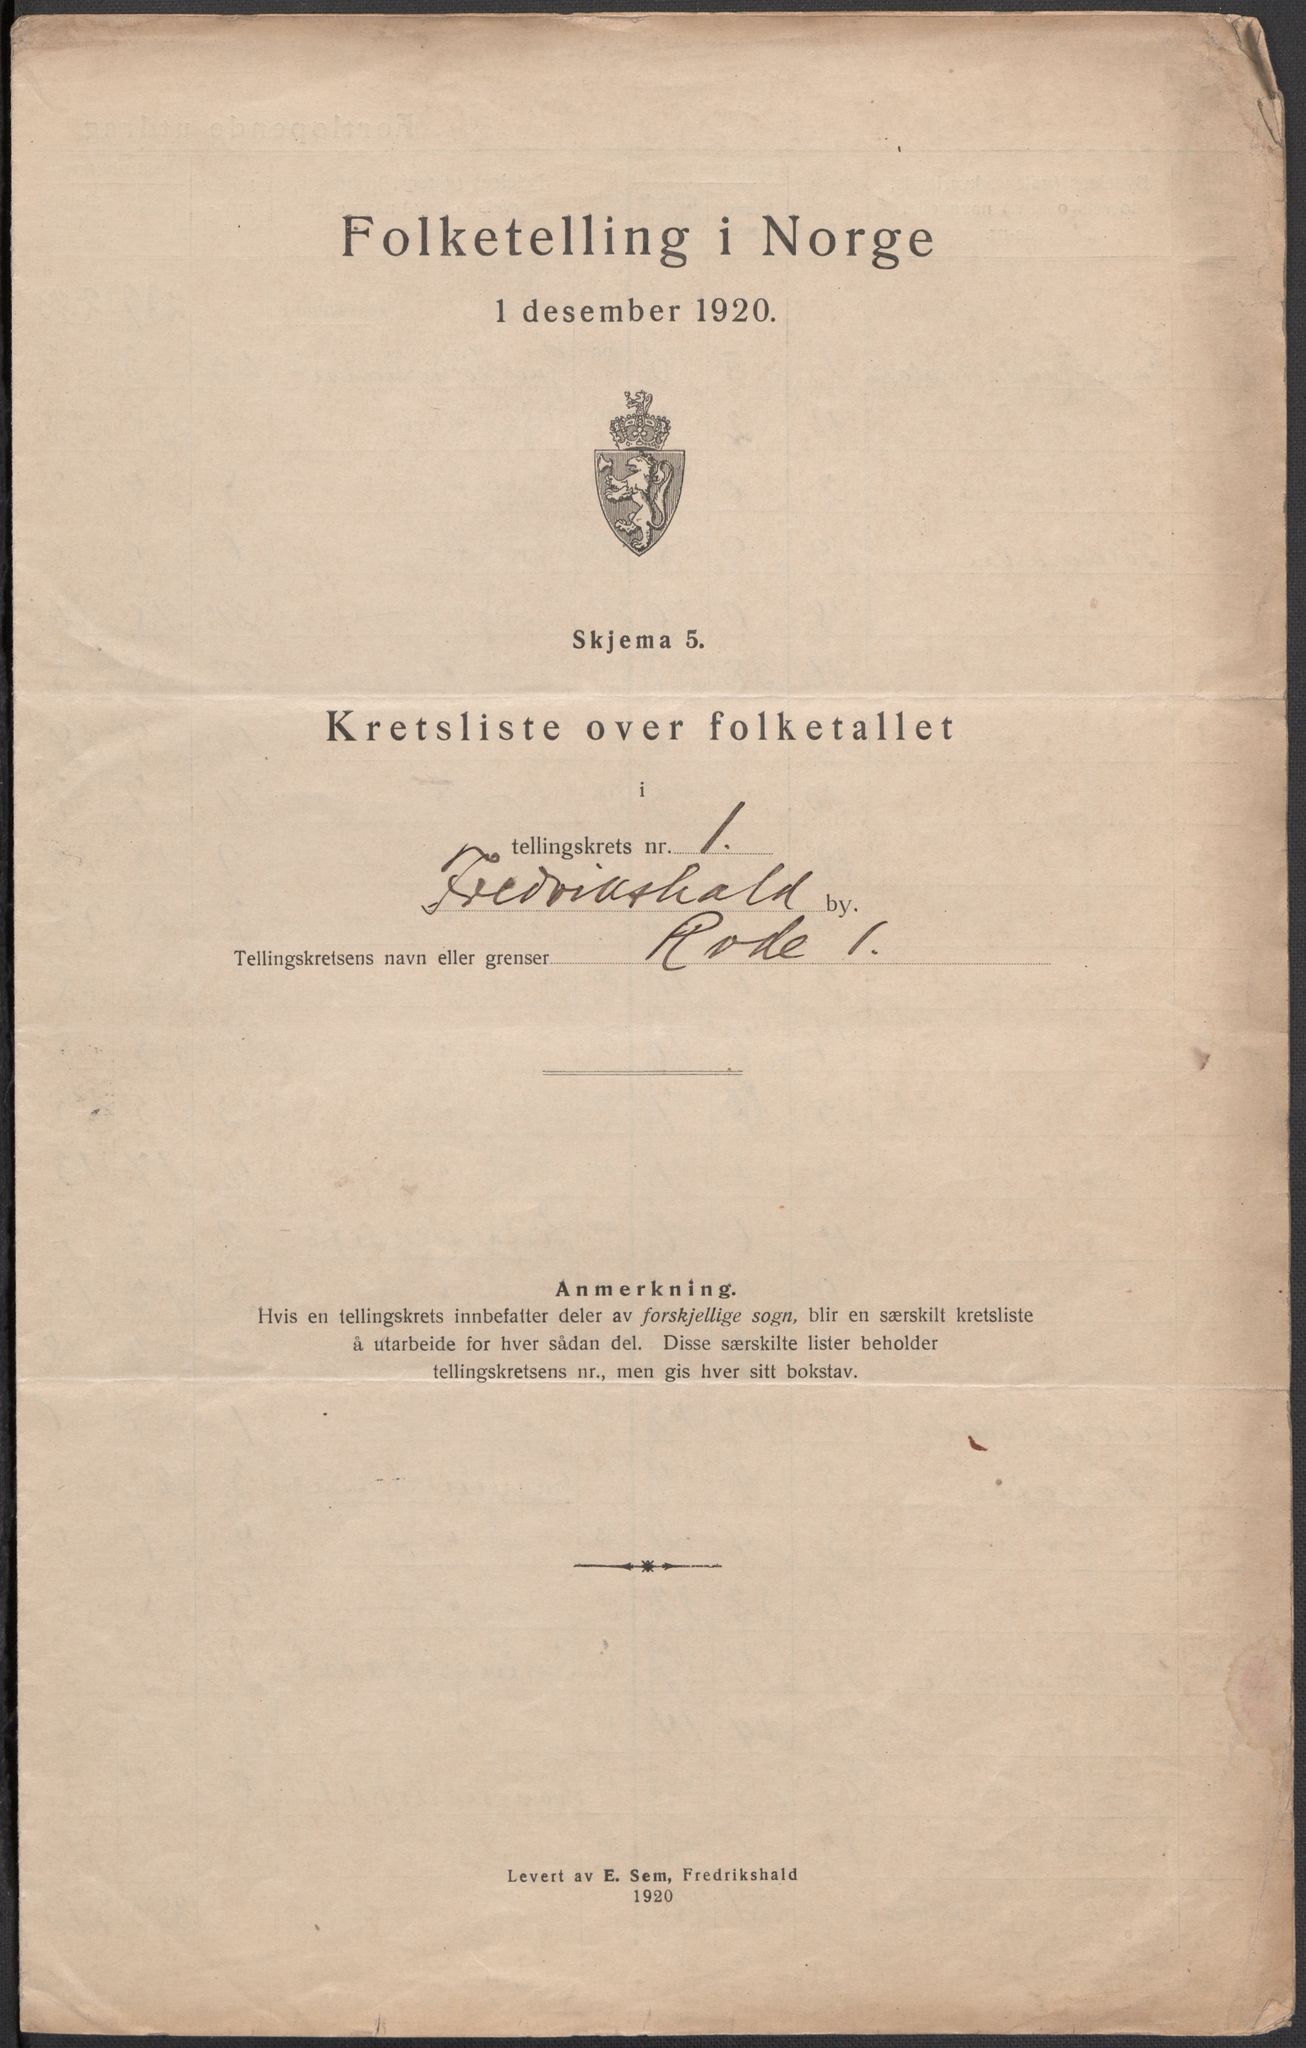 Folketelling i Norge
1 desember 1920.
Skjema 5.
Kretsliste over folketallet
i
tellingskrets nr. 1.
Fredrikshald by.
Tellingskretsens navn eller grenser Rode 1.
Anmerkning.
Hvis en tellingskrets innbefatter deler av forskjellige sogn, blir en særskilt kretsliste
å utarbeide for hver sådan del. Disse særskilte lister beholder
tellingskretsens nr., men gis hver sitt bokstav.
Levert av E. Sem, Fredrikshald
1920